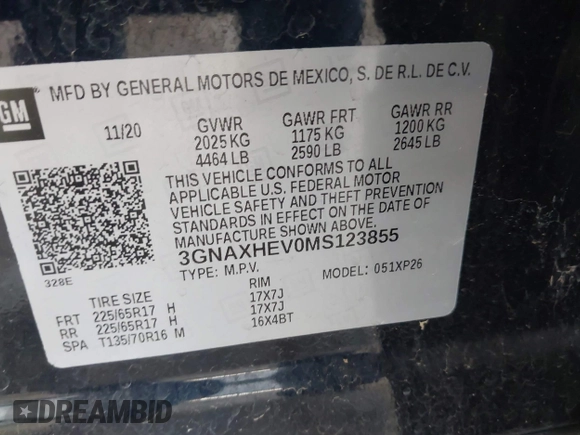 GM
MFD BY GENERAL MOTORS DE MEXICO, S. DE R.L. DE C.V.
11/20 GVWR GAWR FRT GAWR RR
2025 KG 1175 KG 1200 KG
4464 LB 2590 LB 2645 LB
THIS VEHICLE CONFORMS TO ALL
APPLICABLE U.S. FEDERAL MOTOR
VEHICLE SAFETY AND THEFT PREVENTION
STANDARDS IN EFFECT ON THE DATE OF
MANUFACTURE SHOWN ABOVE.
3GNAXHEV0MS123855
328E TYPE: M.P.V. MODEL: 051XP26
TIRE SIZE RIM
FRT 225/65R17 H 17X7J
RR 225/65R17 H 17X7J
SPA T135/70R16 M 16X4BT
DREAMBID